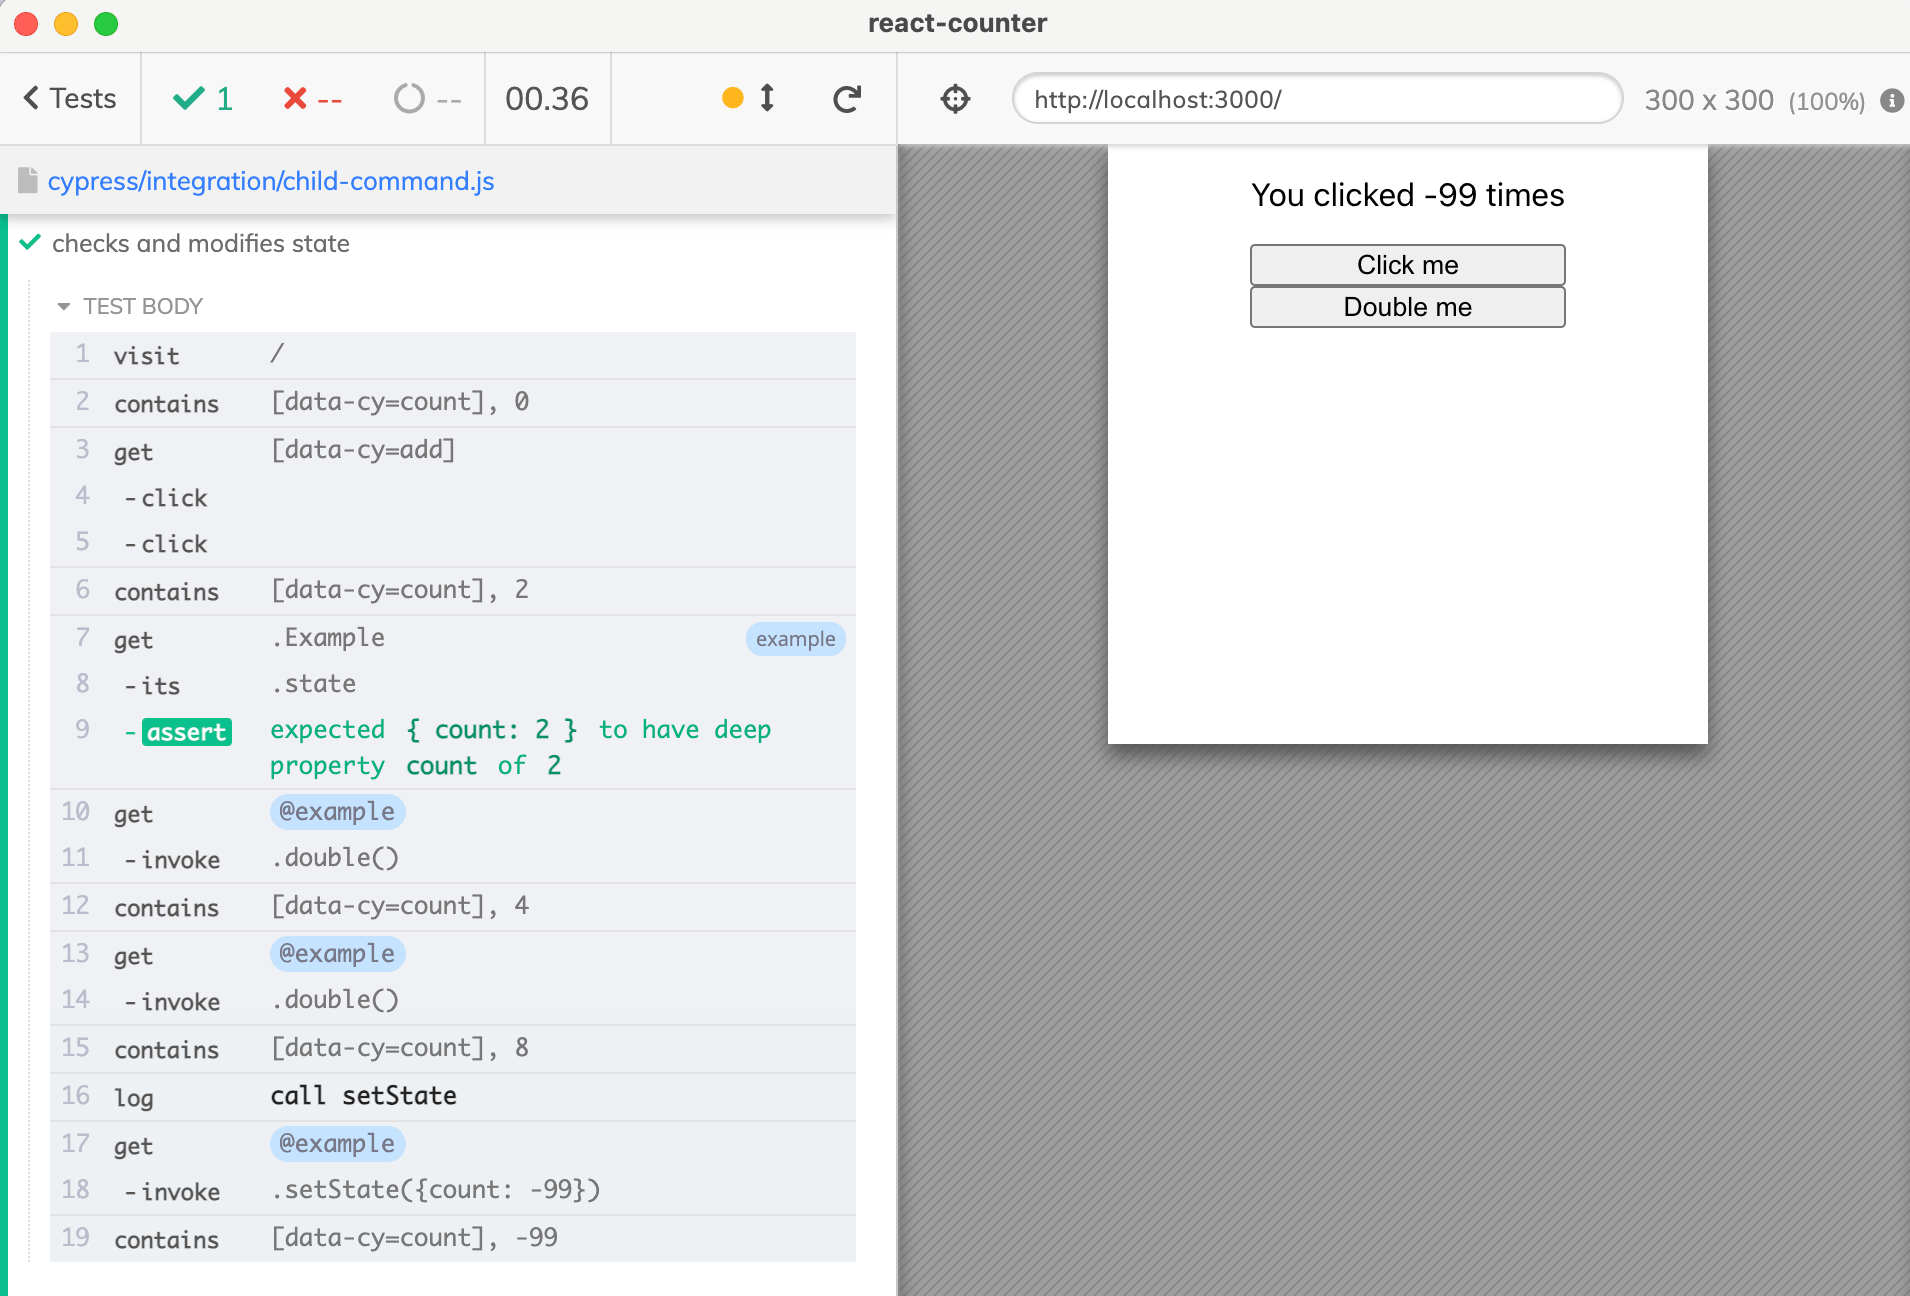 react-counter
Tests 1 -- -- 00.36 http://localhost:3000/ 300 x 300 (100%)
cypress/integration/child-command.js
checks and modifies state
TEST BODY
1 visit /
2 contains [data-cy=count], 0
3 get [data-cy=add]
4 -click
5 -click
6 contains [data-cy=count], 2
7 get .Example example
8 -its .state
9 -assert expected { count: 2 } to have deep
property count of 2
10 get @example
11 -invoke .double()
12 contains [data-cy=count], 4
13 get @example
14 -invoke .double()
15 contains [data-cy=count], 8
16 log call setState
17 get @example
18 -invoke .setState({count: -99})
19 contains [data-cy=count], -99
You clicked -99 times
Click me
Double me